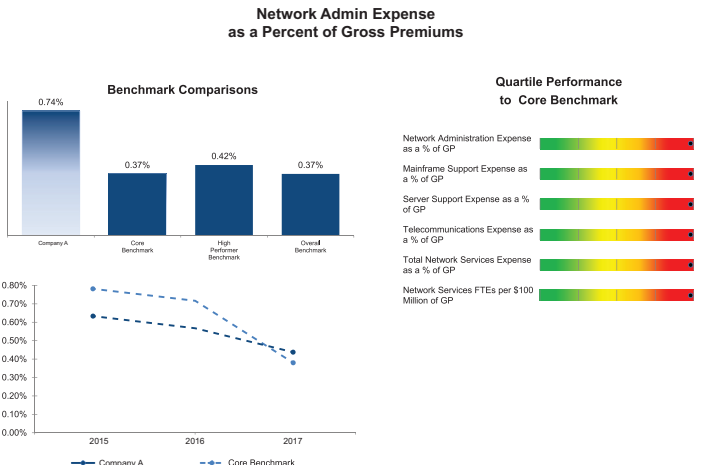 Network Admin Expense
as a Percent of Gross Premiums
Benchmark Comparisons
0.74%
0.37%
0.42%
0.37%
Company A
Core
Benchmark
High
Performer
Benchmark
Overall
Benchmark
Quartile Performance
to Core Benchmark
Network Administration Expense
as a % of GP
Mainframe Support Expense as
a % of GP
Server Support Expense as a %
of GP
Telecommunications Expense as
a % of GP
Total Network Services Expense
as a % of GP
Network Services FTEs per $100
Million of GP
0.80%
0.70%
0.60%
0.50%
0.40%
0.30%
0.20%
0.10%
0.00%
2015
2016
2017
Company A
Core Benchmark